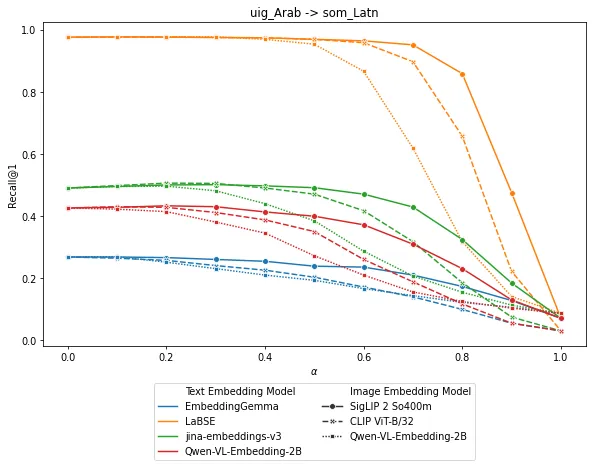 uig_Arab -> som_Latn
Recall@1
1.0
0.8
0.6
0.4
0.2
0.0
0.0 0.2 0.4 0.6 0.8 1.0
α
Text Embedding Model
EmbeddingGemma
LaBSE
jina-embeddings-v3
Qwen-VL-Embedding-2B
Image Embedding Model
SigLIP 2 So400m
CLIP ViT-B/32
Qwen-VL-Embedding-2B